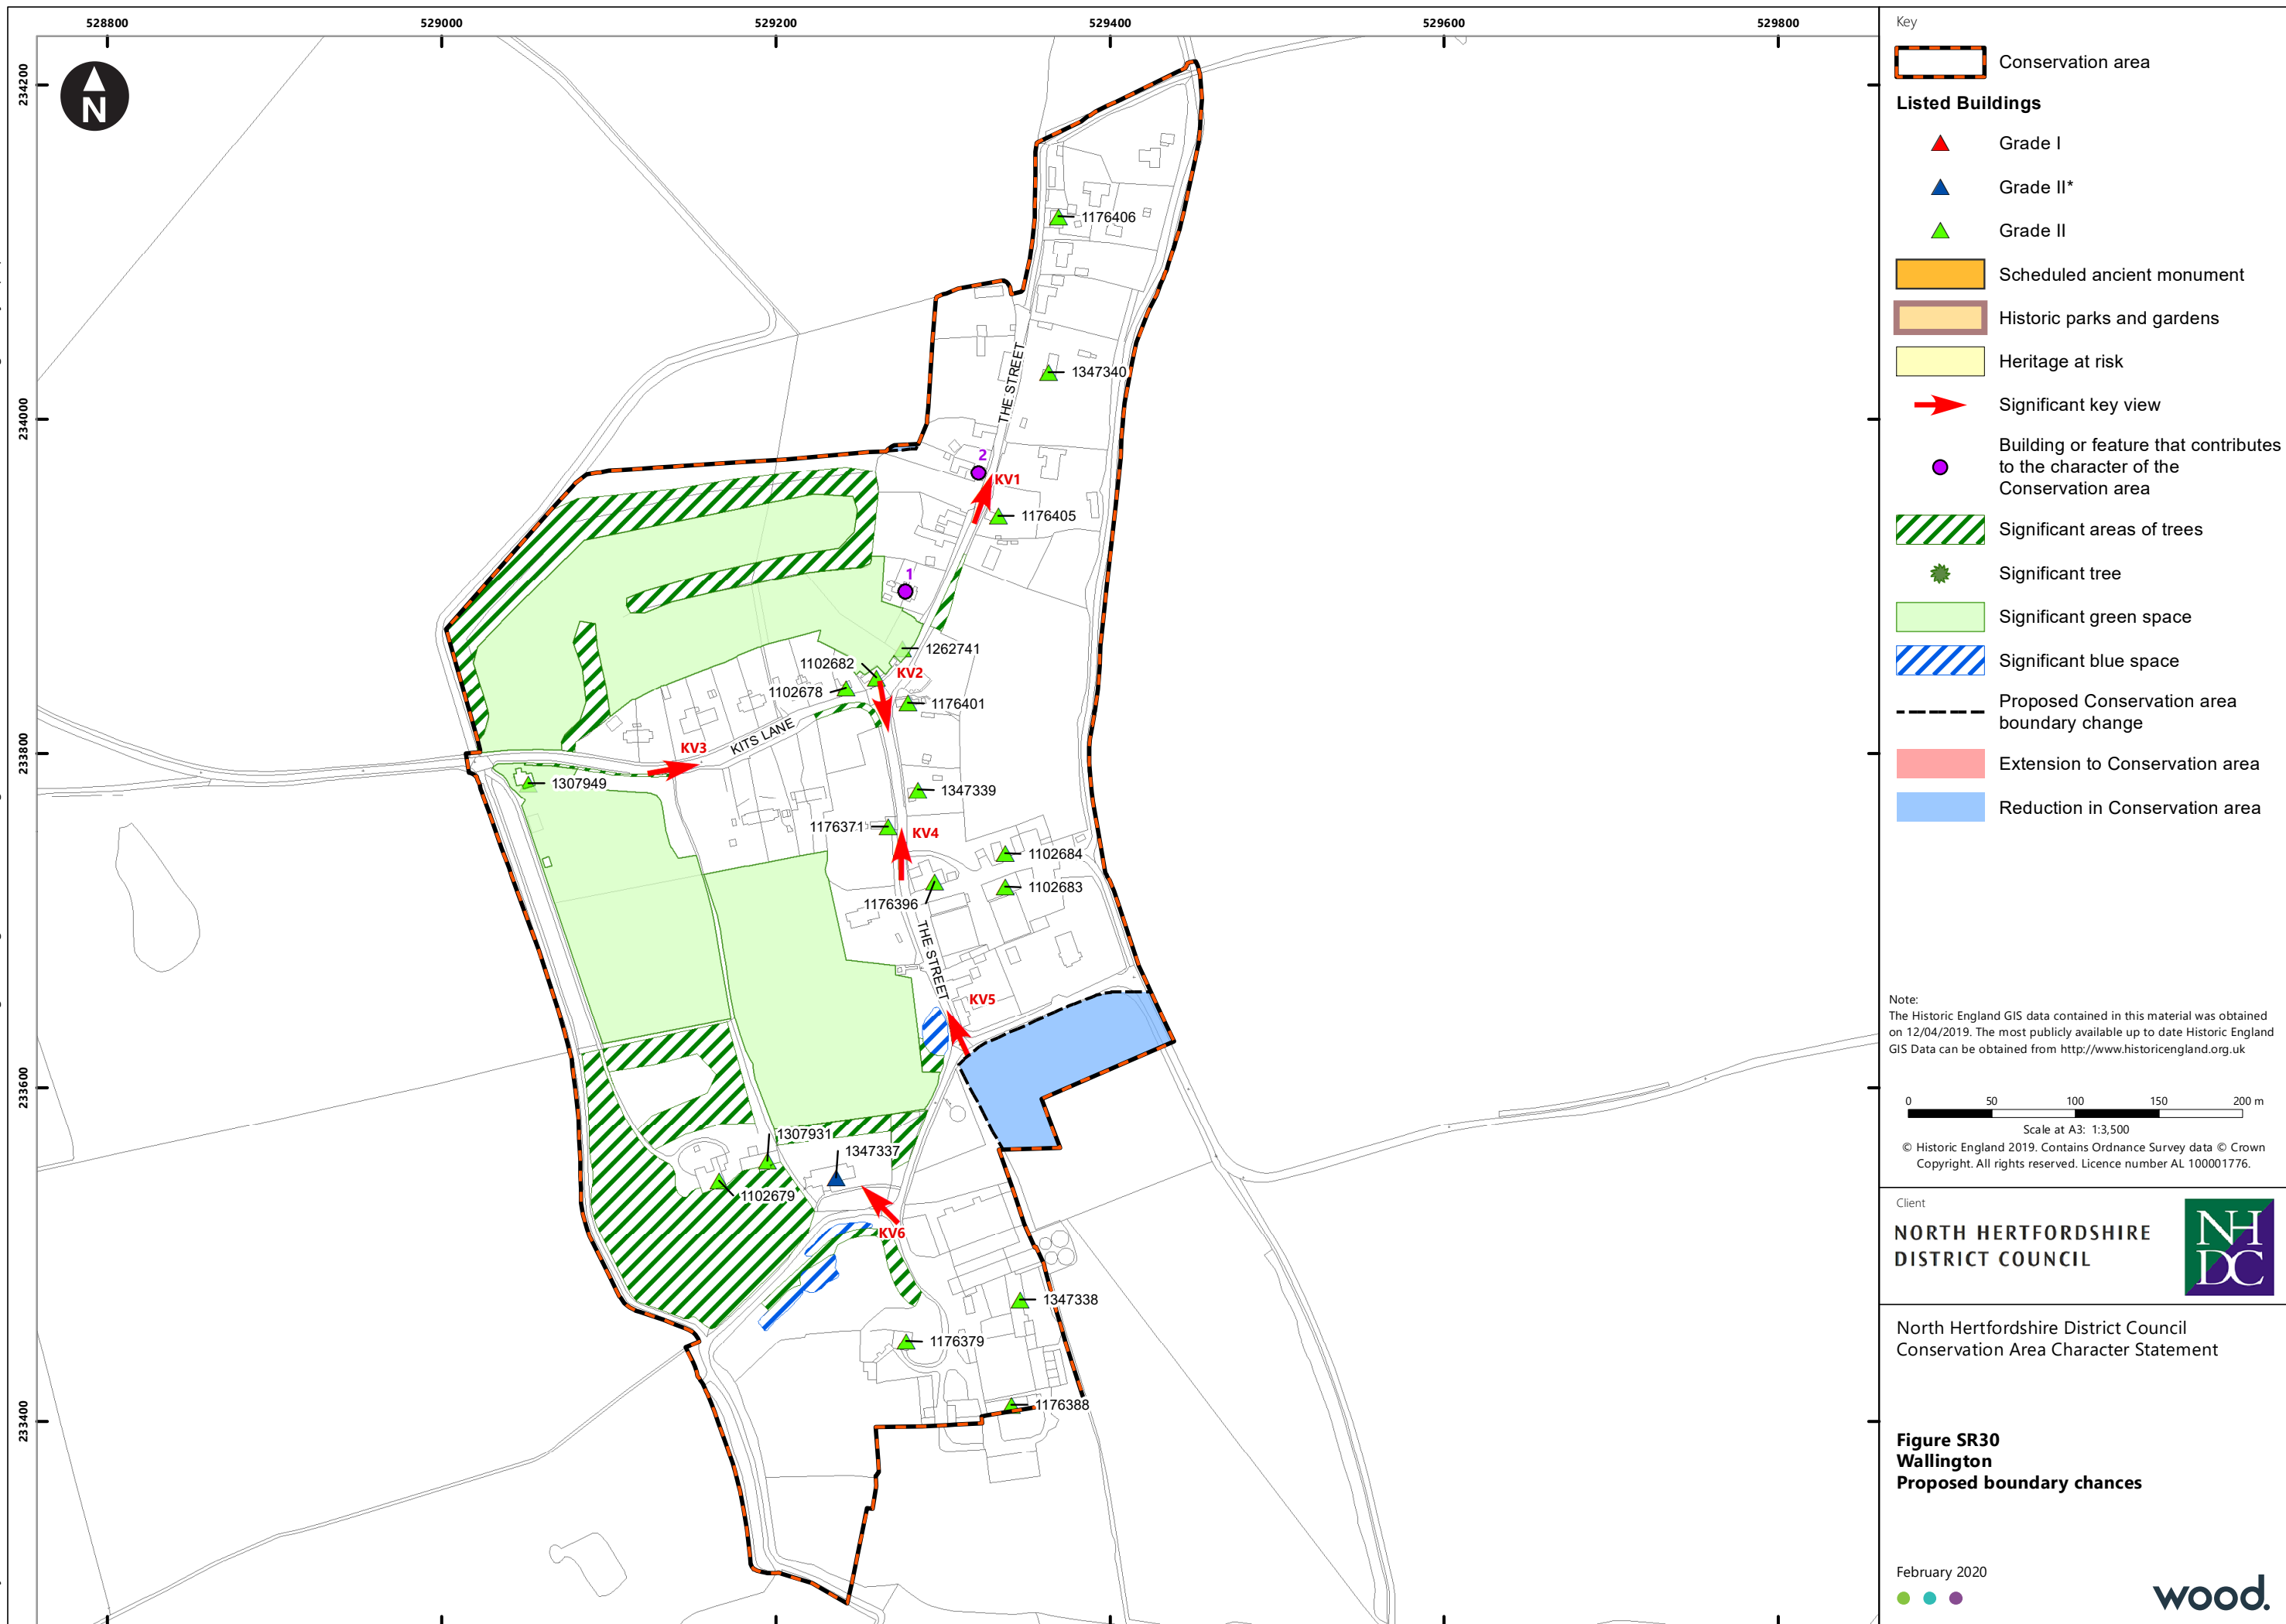 528800
529000
529200
529400
529600
529800
234200
234000
233800
233600
233400
N
1176406
1347340
THE STREET
2
KV1
1176405
1
1262741
1102682
KV2
1102678
1176401
KITS LANE
KV3
1307949
1347339
1176371
KV4
1102684
1102683
1176396
THE STREET
KV5
1307931
1347337
1102679
KV6
1347338
1176379
1176388
Key
Conservation area
Listed Buildings
Grade I
Grade II*
Grade II
Scheduled ancient monument
Historic parks and gardens
Heritage at risk
Significant key view
Building or feature that contributes
to the character of the
Conservation area
Significant areas of trees
Significant tree
Significant green space
Significant blue space
Proposed Conservation area
boundary change
Extension to Conservation area
Reduction in Conservation area
Note:
The Historic England GIS data contained in this material was obtained
on 12/04/2019. The most publicly available up to date Historic England
GIS Data can be obtained from http://www.historicengland.org.uk
0 50 100 150 200 m
Scale at A3: 1:3,500
© Historic England 2019. Contains Ordnance Survey data © Crown
Copyright. All rights reserved. Licence number AL 100001776.
Client
NORTH HERTFORDSHIRE
DISTRICT COUNCIL
NH
DC
North Hertfordshire District Council
Conservation Area Character Statement
Figure SR30
Wallington
Proposed boundary chances
February 2020
wood.